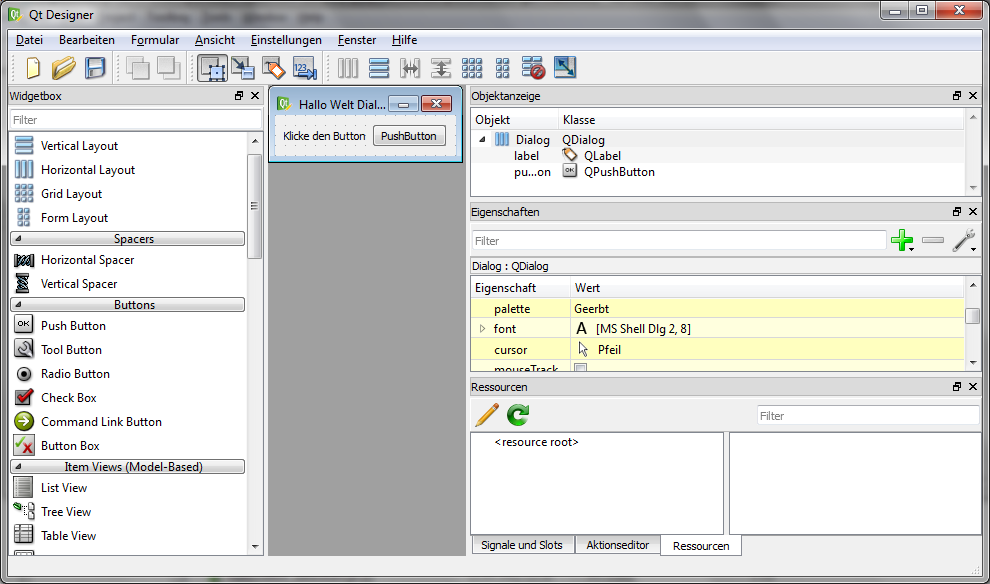 Qt Designer
Datei Bearbeiten Formular Ansicht Einstellungen Fenster Hilfe
123
Widgetbox
Filter
Vertical Layout
Horizontal Layout
Grid Layout
Form Layout
Spacers
Horizontal Spacer
Vertical Spacer
Buttons
OK Push Button
Tool Button
Radio Button
Check Box
Command Link Button
Button Box
Item Views (Model-Based)
List View
Tree View
Table View
Qt Hallo Welt Dial...
Klicke den Button PushButton
Objektanzeige
Objekt Klasse
Dialog QDialog
label QLabel
pu...on OK QPushButton
Eigenschaften
Filter
Dialog : QDialog
Eigenschaft Wert
palette Geerbt
font A [MS Shell Dlg 2, 8]
cursor Pfeil
mouseTrack
Ressourcen
Filter
<resource root>
Signale und Slots Aktionseditor Ressourcen